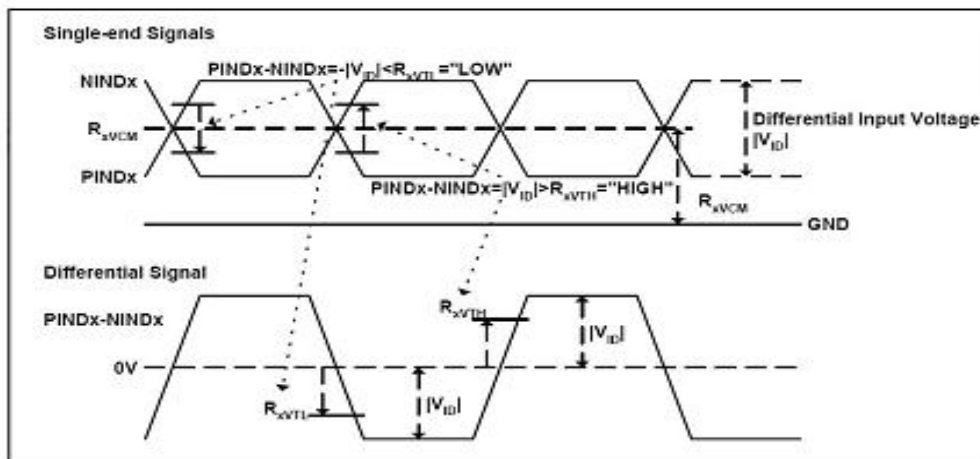 Single-end Signals
PINDx-NINDx=-|VID|<RxVTL="LOW"
NINDx
RxVCM
Differential Input Voltage
|VID|
PINDx
PINDx-NINDx=|VID|>RxVTH="HIGH"
RxVCM
GND
Differential Signal
PINDx-NINDx
RxVTH
|VID|
0V
RxVTL
|VID|